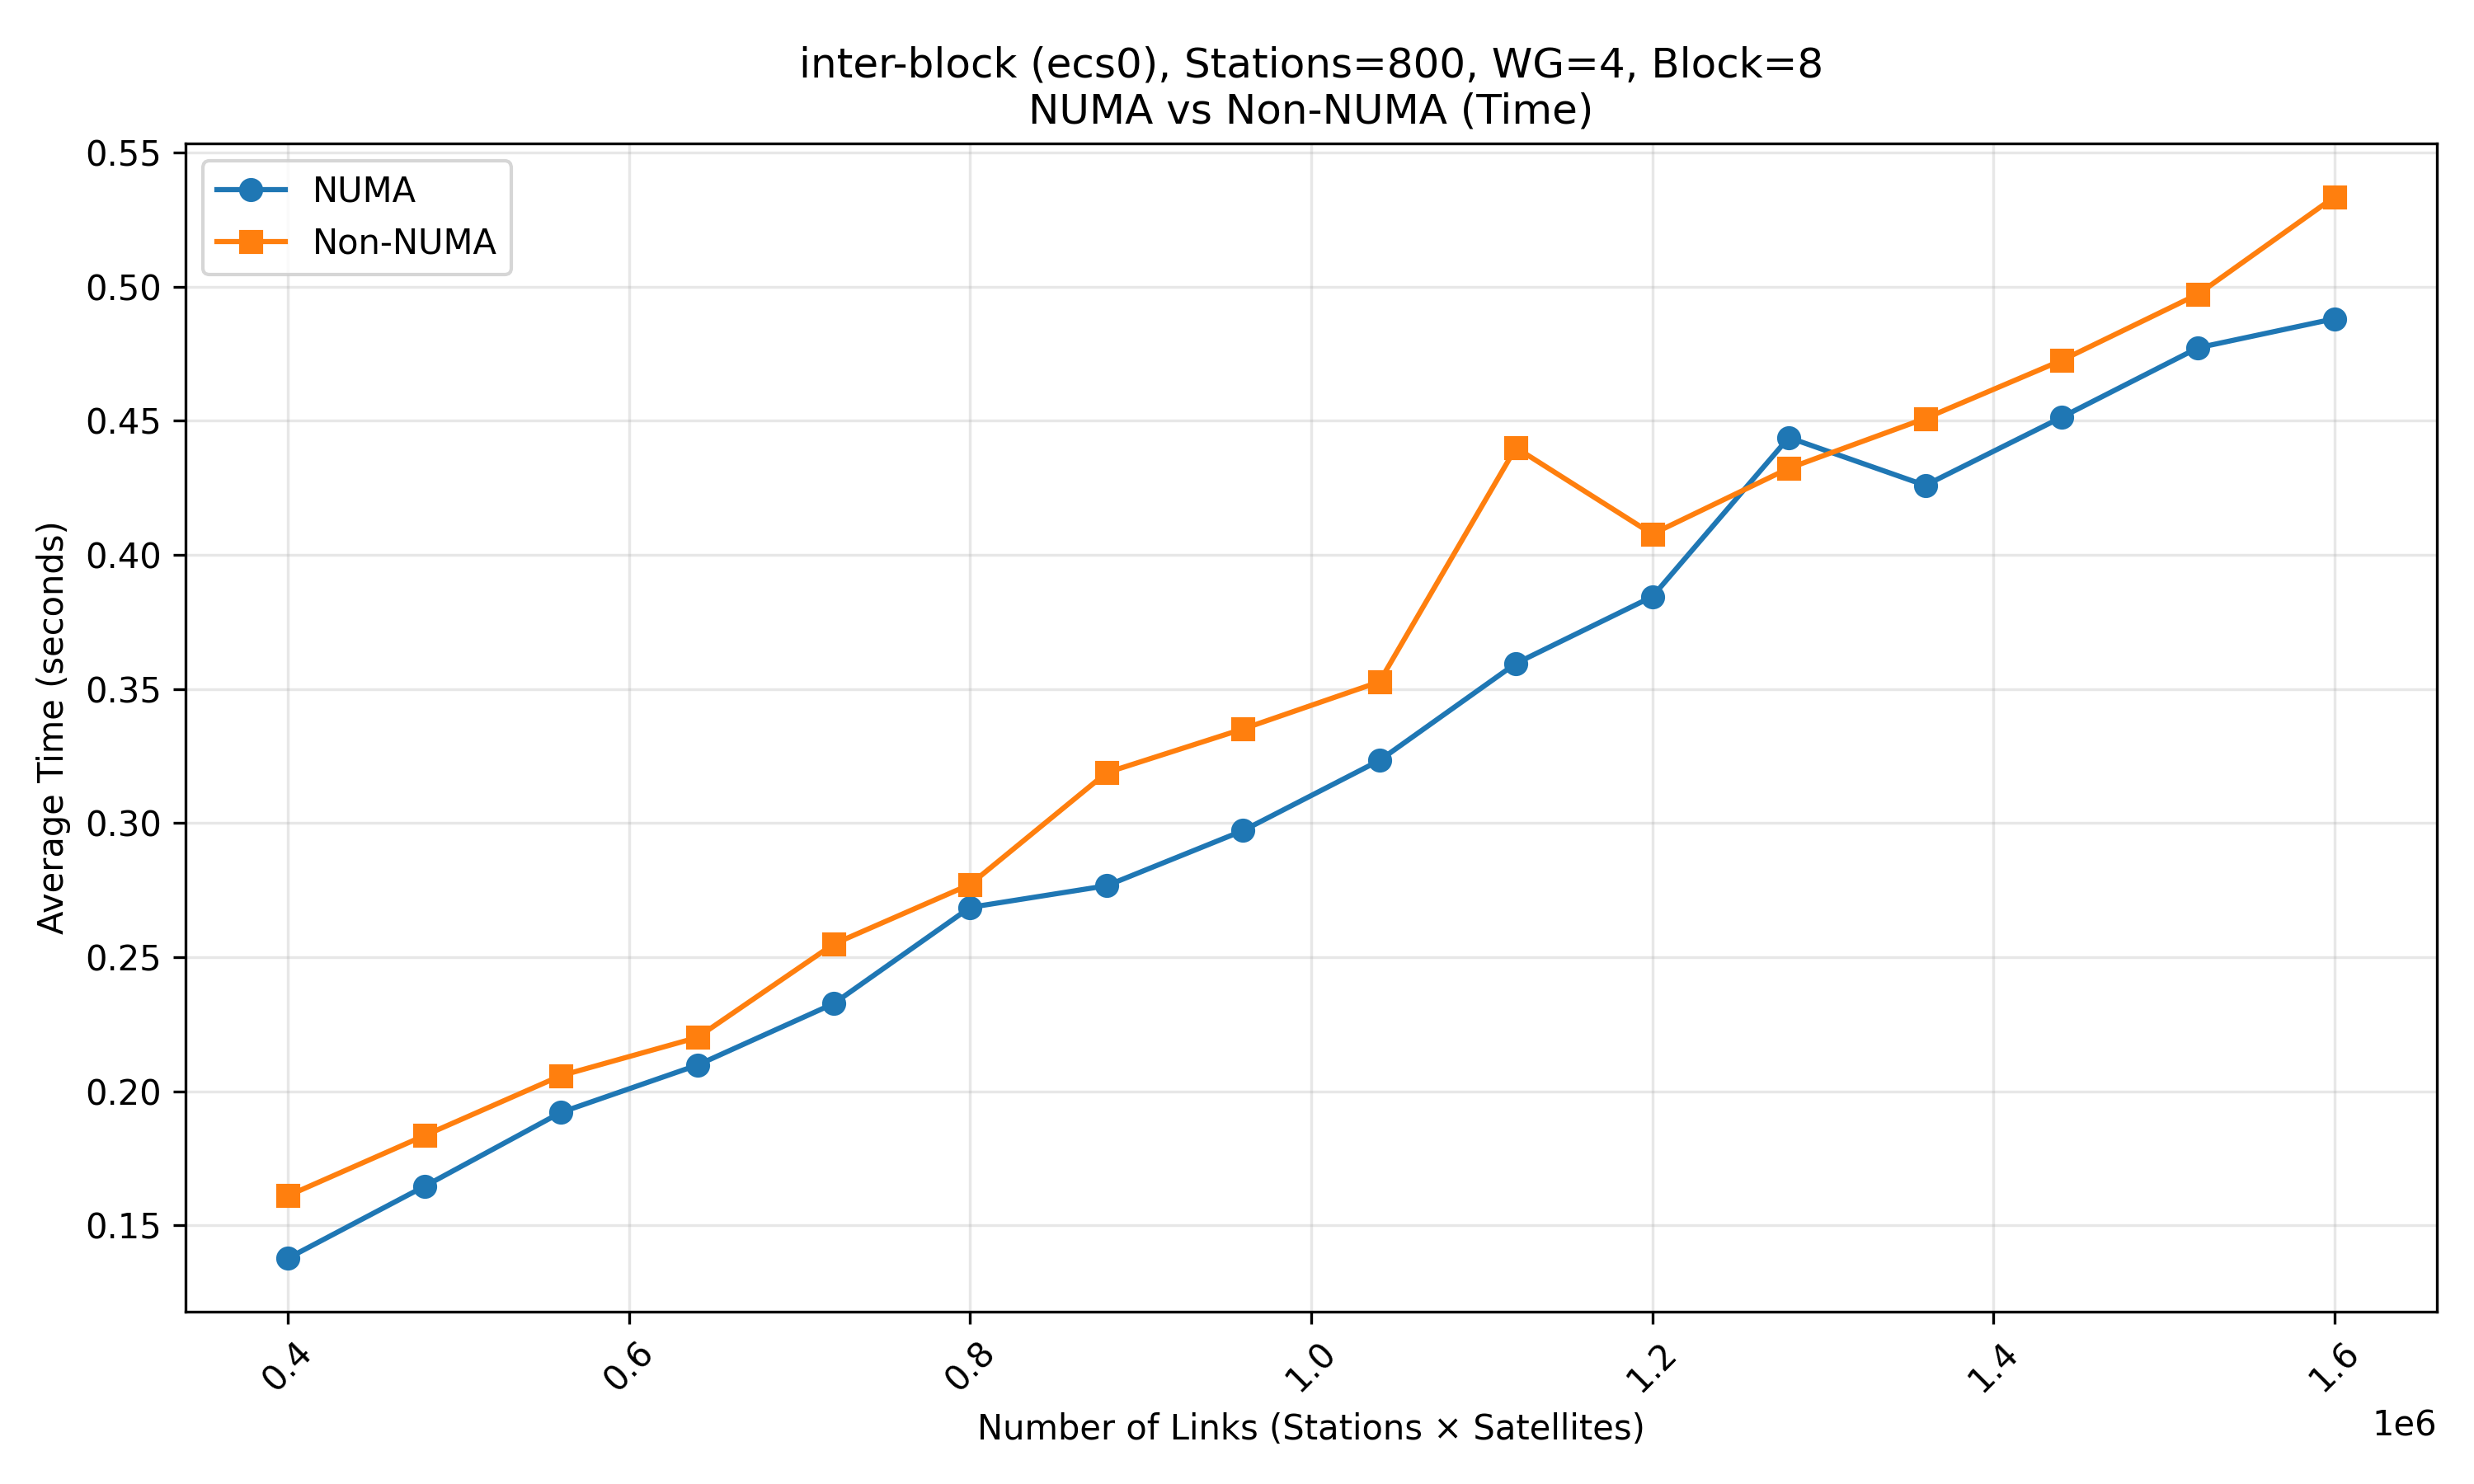 inter-block (ecs0), Stations=800, WG=4, Block=8
NUMA vs Non-NUMA (Time)
NUMA
Non-NUMA
Average Time (seconds)
0.55
0.50
0.45
0.40
0.35
0.30
0.25
0.20
0.15
0.4
0.6
0.8
1.0
1.2
1.4
1.6
1e6
Number of Links (Stations × Satellites)